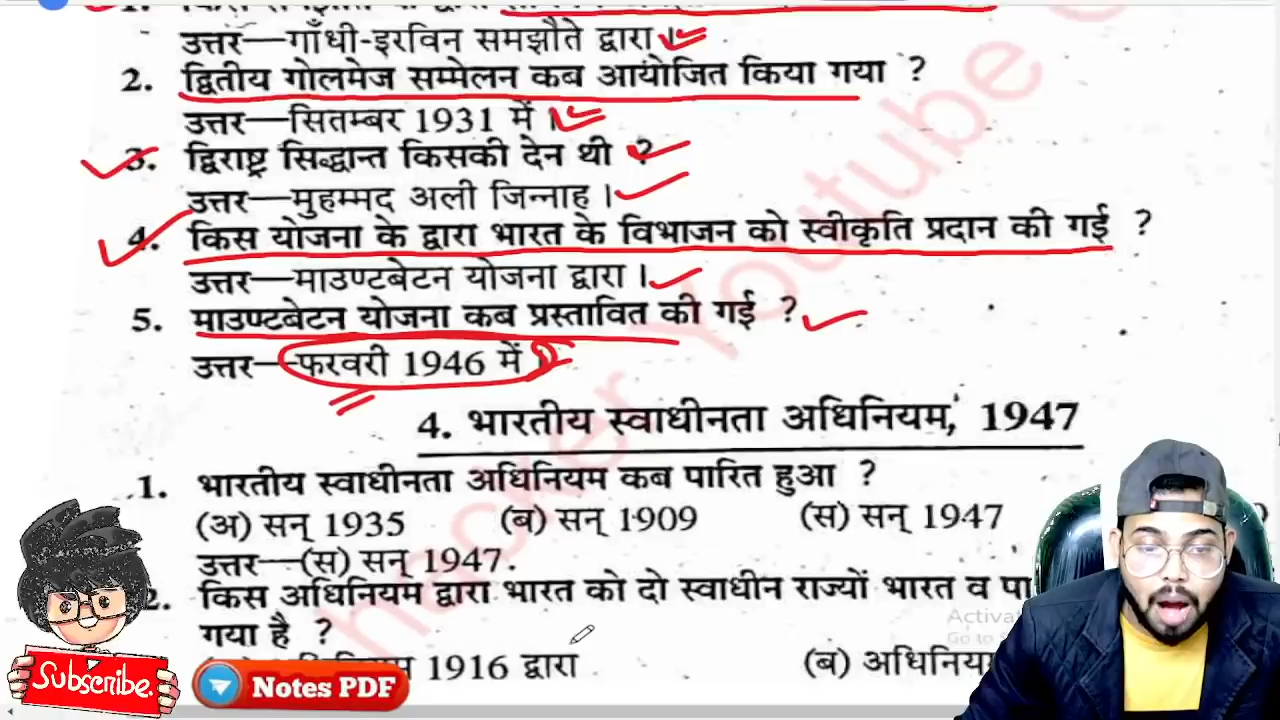 उत्तर—गाँधी-इरविन समझौते द्वारा।
2. द्वितीय गोलमेज सम्मेलन कब आयोजित किया गया ?
उत्तर—सितम्बर 1931 में।
3. द्विराष्ट्र सिद्धान्त किसकी देन थी ?
उत्तर—मुहम्मद अली जिन्नाह।
4. किस योजना के द्वारा भारत के विभाजन को स्वीकृति प्रदान की गई ?
उत्तर—माउण्टबेटन योजना द्वारा।
5. माउण्टबेटन योजना कब प्रस्तावित की गई ?
उत्तर—फरवरी 1946 में।
4. भारतीय स्वाधीनता अधिनियम, 1947
1. भारतीय स्वाधीनता अधिनियम कब पारित हुआ ?
(अ) सन् 1935 (ब) सन् 1909 (स) सन् 1947
उत्तर—(स) सन् 1947.
2. किस अधिनियम द्वारा भारत को दो स्वाधीन राज्यों भारत व
गया है ?
1916 द्वारा (ब)
Subscribe.
Notes PDF
hacker Youtube